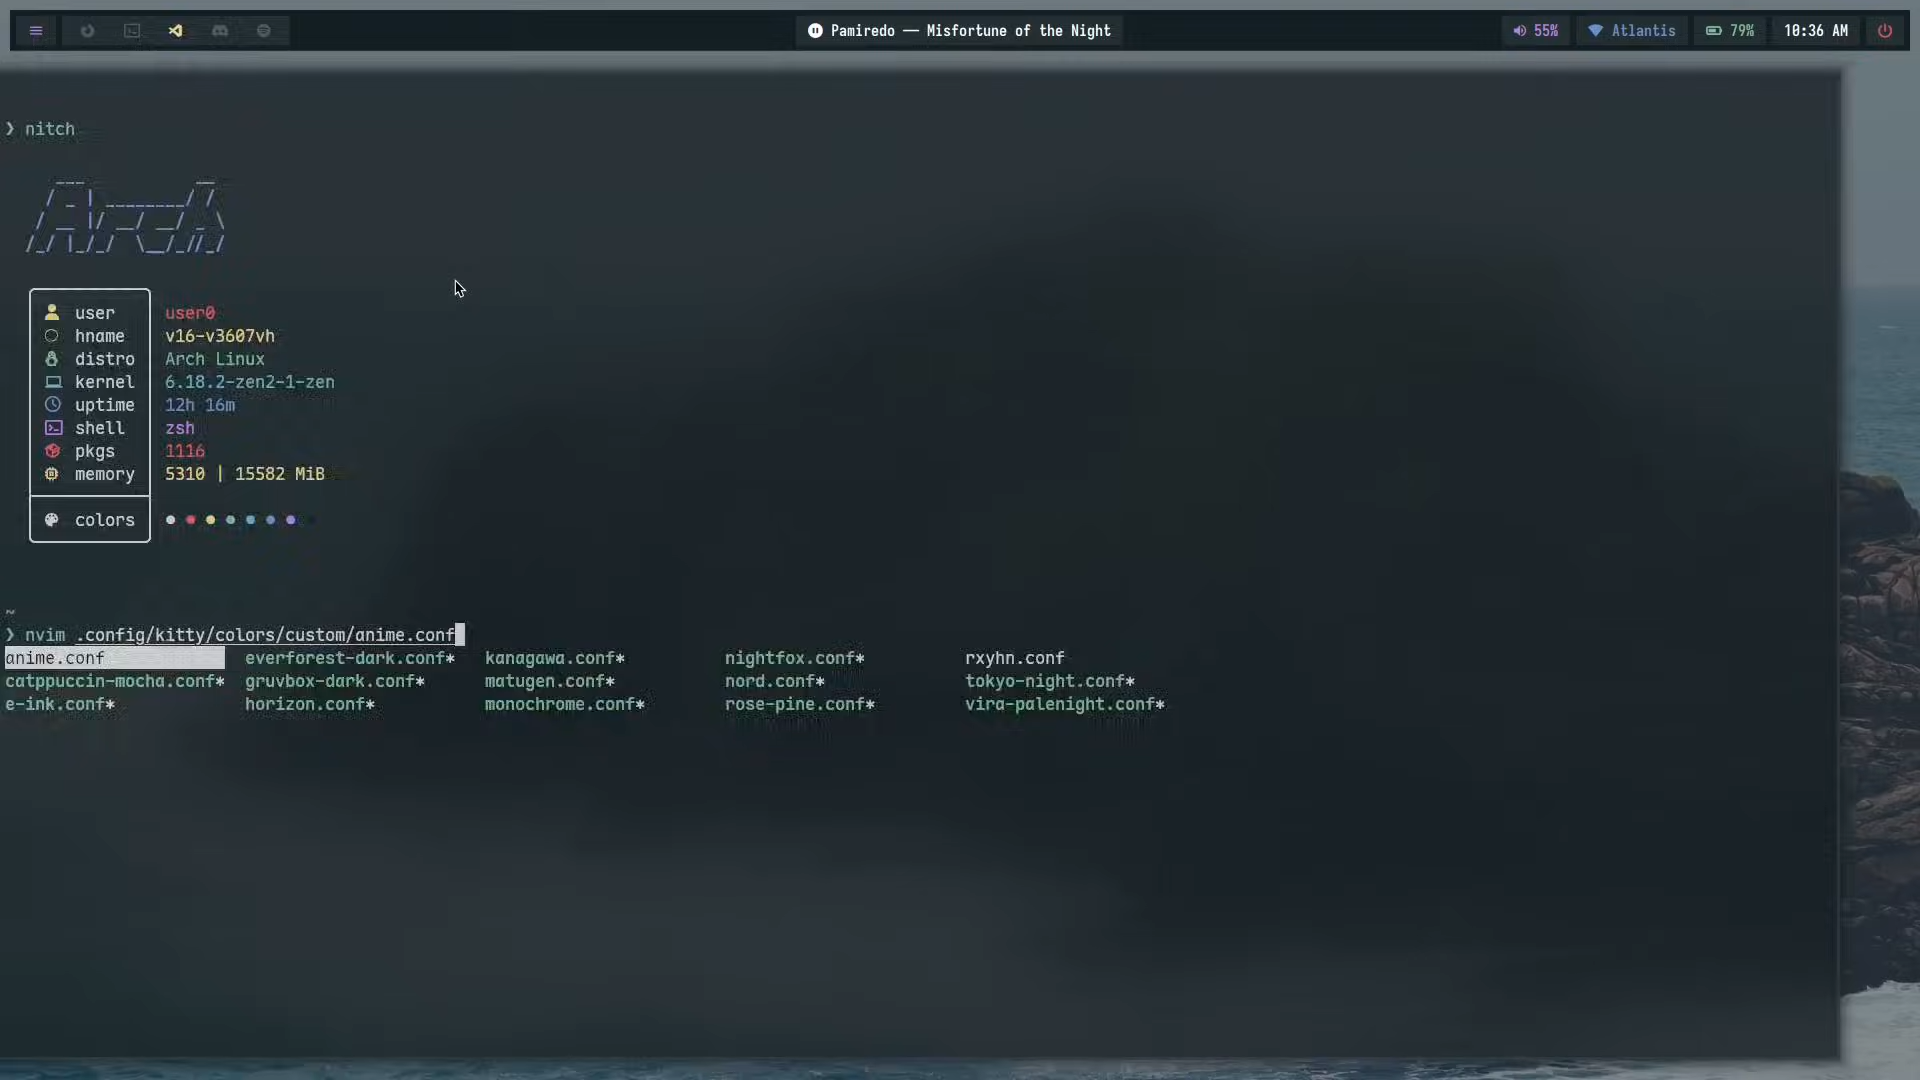 Pamiredo — Misfortune of the Night
55%
Atlantis
79%
10:36 AM
❯ nitch
Arch
user user0
hname v16-v3607vh
distro Arch Linux
kernel 6.18.2-zen2-1-zen
uptime 12h 16m
shell zsh
pkgs 1116
memory 5310 | 15582 MiB
colors
~
❯ nvim .config/kitty/colors/custom/anime.conf
anime.conf everforest-dark.conf* kanagawa.conf* nightfox.conf* rxyhn.conf
catppuccin-mocha.conf* gruvbox-dark.conf* matugen.conf* nord.conf* tokyo-night.conf*
e-ink.conf* horizon.conf* monochrome.conf* rose-pine.conf* vira-palenight.conf*